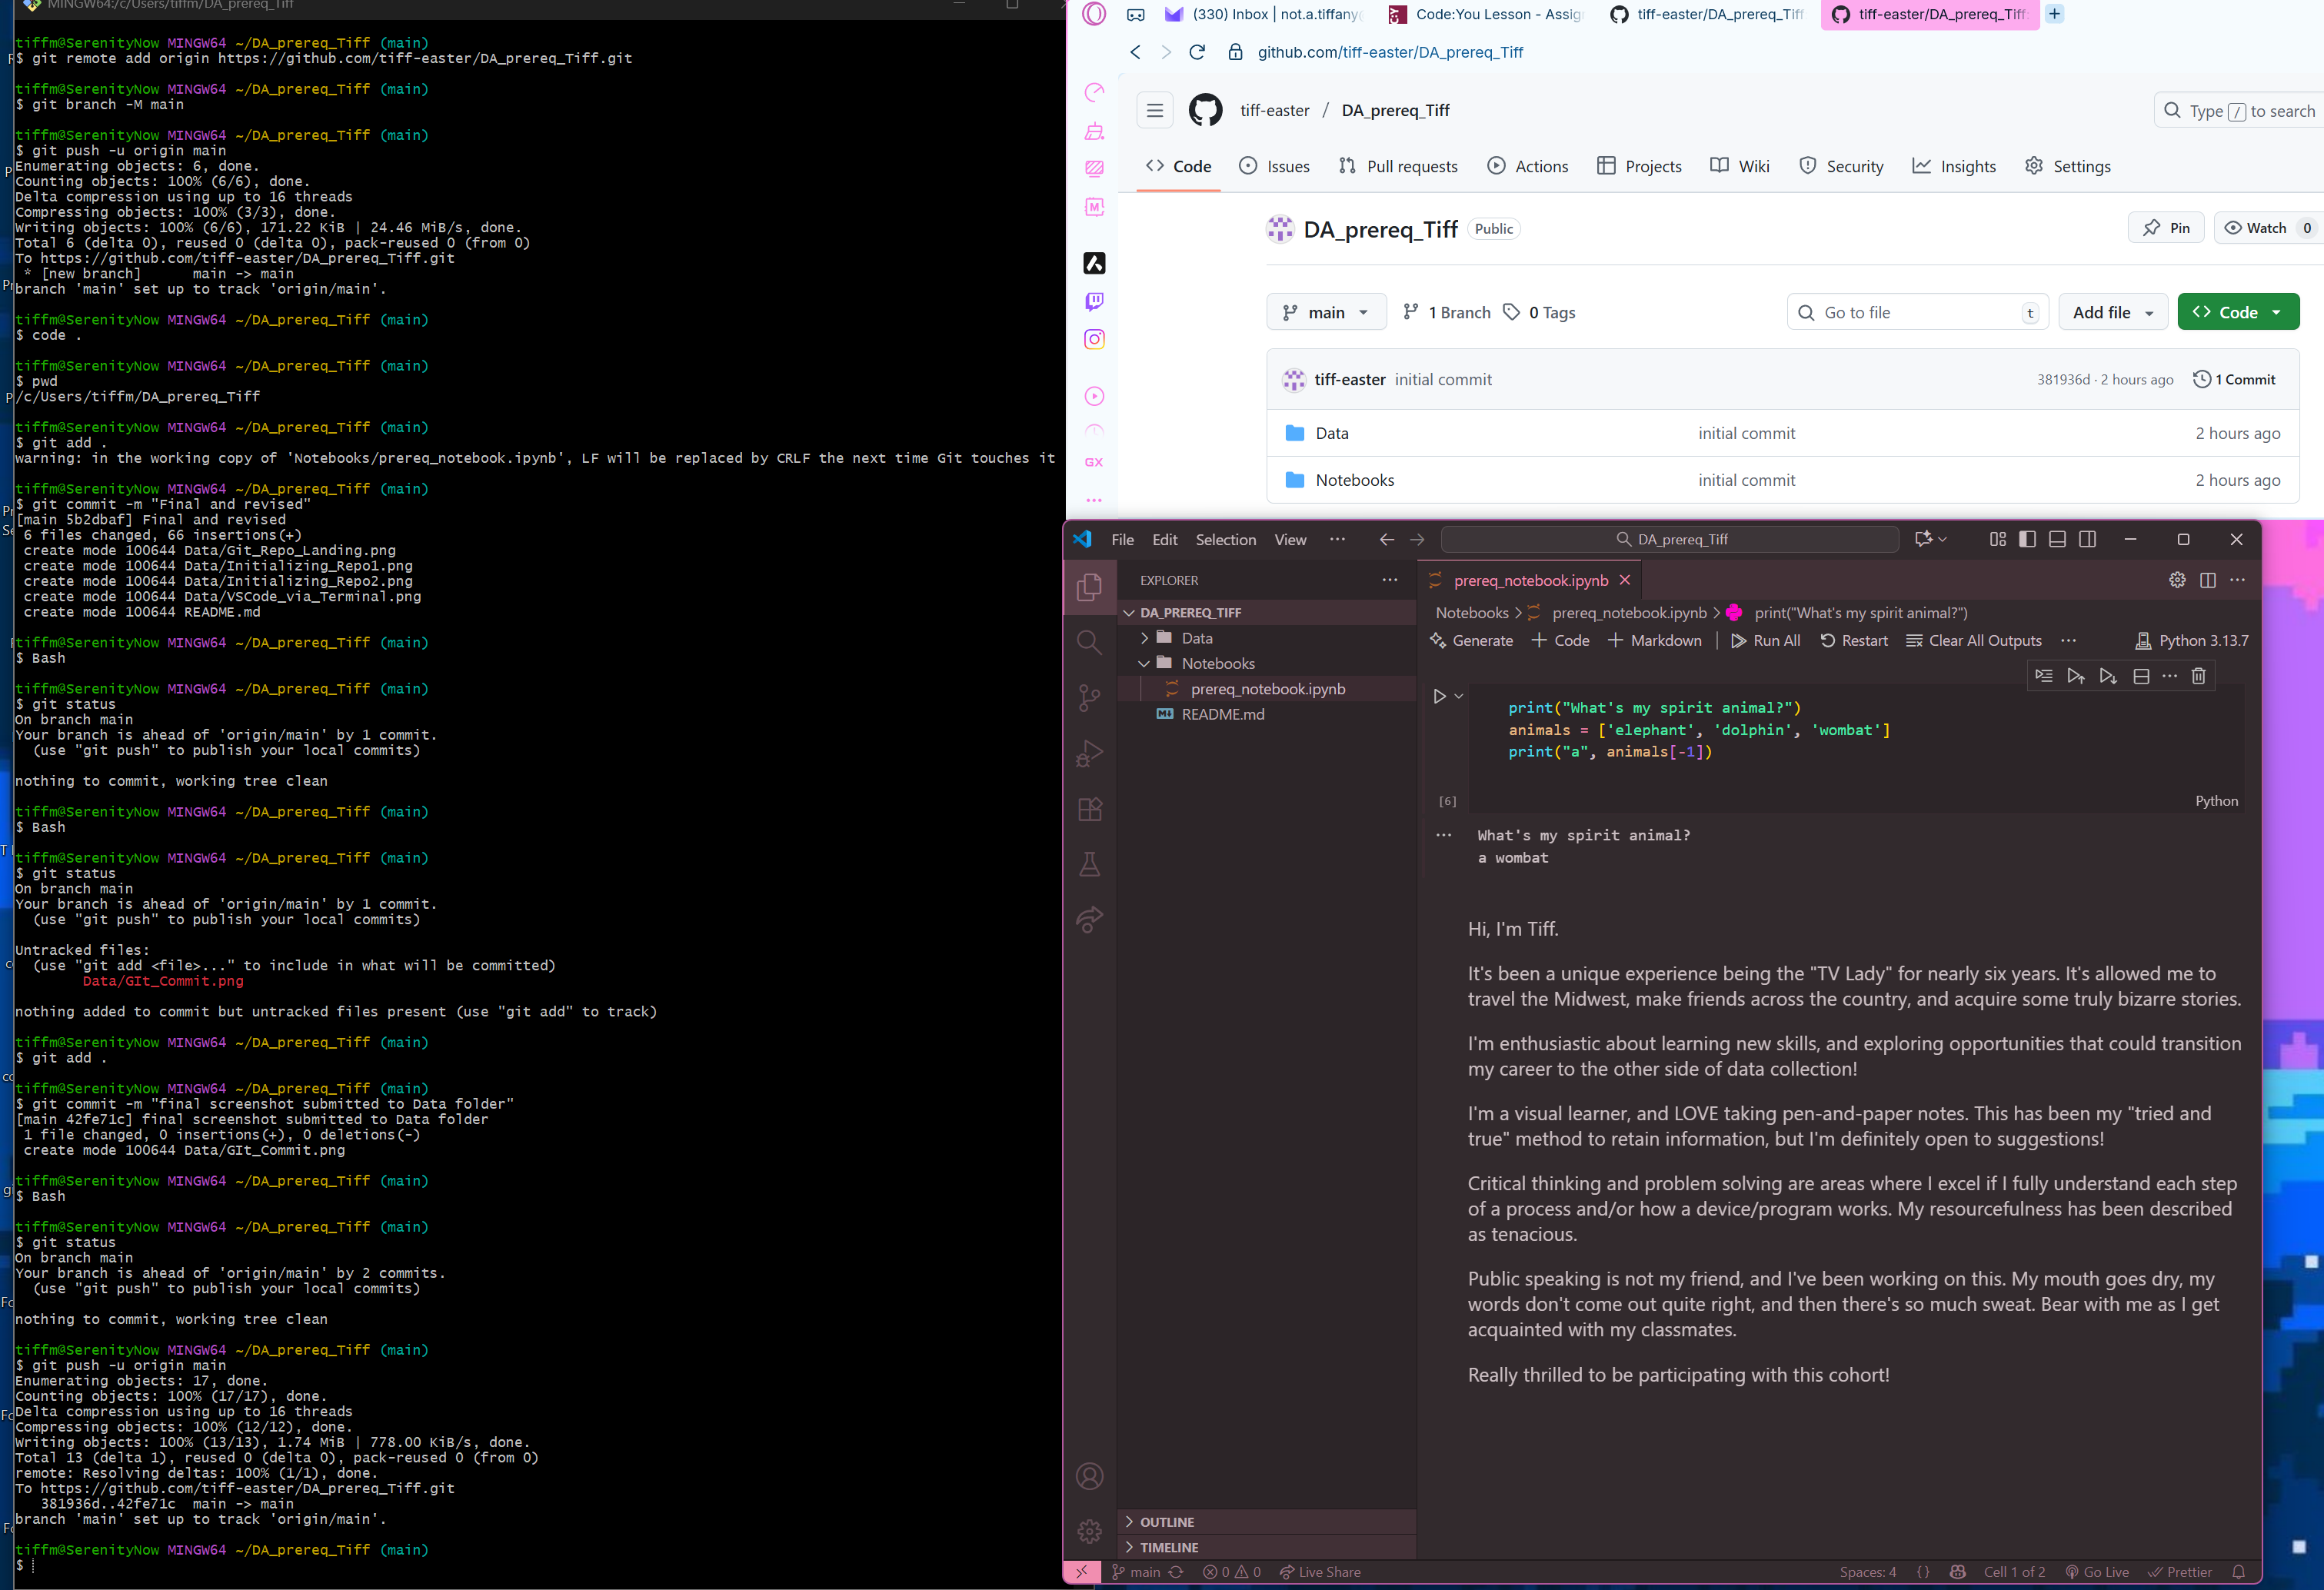 MINGW64:/c/Users/tiffm/DA_prereq_Tiff
tiffm@SerenityNow MINGW64 ~/DA_prereq_Tiff (main)
$ git remote add origin https://github.com/tiff-easter/DA_prereq_Tiff.git
tiffm@SerenityNow MINGW64 ~/DA_prereq_Tiff (main)
$ git branch -M main
tiffm@SerenityNow MINGW64 ~/DA_prereq_Tiff (main)
$ git push -u origin main
Enumerating objects: 6, done.
Counting objects: 100% (6/6), done.
Delta compression using up to 16 threads
Compressing objects: 100% (3/3), done.
Writing objects: 100% (6/6), 171.22 KiB | 24.46 MiB/s, done.
Total 6 (delta 0), reused 0 (delta 0), pack-reused 0 (from 0)
To https://github.com/tiff-easter/DA_prereq_Tiff.git
* [new branch]      main -> main
branch 'main' set up to track 'origin/main'.
tiffm@SerenityNow MINGW64 ~/DA_prereq_Tiff (main)
$ code .
tiffm@SerenityNow MINGW64 ~/DA_prereq_Tiff (main)
$ pwd
/c/Users/tiffm/DA_prereq_Tiff
tiffm@SerenityNow MINGW64 ~/DA_prereq_Tiff (main)
$ git add .
warning: in the working copy of 'Notebooks/prereq_notebook.ipynb', LF will be replaced by CRLF the next time Git touches it
tiffm@SerenityNow MINGW64 ~/DA_prereq_Tiff (main)
$ git commit -m "Final and revised"
[main 5b2dbaf] Final and revised
6 files changed, 66 insertions(+)
create mode 100644 Data/Git_Repo_Landing.png
create mode 100644 Data/Initializing_Repo1.png
create mode 100644 Data/Initializing_Repo2.png
create mode 100644 Data/VSCode_via_Terminal.png
create mode 100644 README.md
tiffm@SerenityNow MINGW64 ~/DA_prereq_Tiff (main)
$ Bash
tiffm@SerenityNow MINGW64 ~/DA_prereq_Tiff (main)
$ git status
On branch main
Your branch is ahead of 'origin/main' by 1 commit.
(use "git push" to publish your local commits)
nothing to commit, working tree clean
tiffm@SerenityNow MINGW64 ~/DA_prereq_Tiff (main)
$ Bash
tiffm@SerenityNow MINGW64 ~/DA_prereq_Tiff (main)
$ git status
On branch main
Your branch is ahead of 'origin/main' by 1 commit.
(use "git push" to publish your local commits)
Untracked files:
(use "git add <file>..." to include in what will be committed)
Data/GIt_Commit.png
nothing added to commit but untracked files present (use "git add" to track)
tiffm@SerenityNow MINGW64 ~/DA_prereq_Tiff (main)
$ git add .
tiffm@SerenityNow MINGW64 ~/DA_prereq_Tiff (main)
$ git commit -m "final screenshot submitted to Data folder"
[main 42fe71c] final screenshot submitted to Data folder
1 file changed, 0 insertions(+), 0 deletions(-)
create mode 100644 Data/GIt_Commit.png
tiffm@SerenityNow MINGW64 ~/DA_prereq_Tiff (main)
$ Bash
tiffm@SerenityNow MINGW64 ~/DA_prereq_Tiff (main)
$ git status
On branch main
Your branch is ahead of 'origin/main' by 2 commits.
(use "git push" to publish your local commits)
nothing to commit, working tree clean
tiffm@SerenityNow MINGW64 ~/DA_prereq_Tiff (main)
$ git push -u origin main
Enumerating objects: 17, done.
Counting objects: 100% (17/17), done.
Delta compression using up to 16 threads
Compressing objects: 100% (12/12), done.
Writing objects: 100% (13/13), 1.74 MiB | 778.00 KiB/s, done.
Total 13 (delta 1), reused 0 (delta 0), pack-reused 0 (from 0)
remote: Resolving deltas: 100% (1/1), done.
To https://github.com/tiff-easter/DA_prereq_Tiff.git
381936d..42fe71c  main -> main
branch 'main' set up to track 'origin/main'.
tiffm@SerenityNow MINGW64 ~/DA_prereq_Tiff (main)
$
(330) Inbox | not.a.tiffany Code:You Lesson - Assig tiff-easter/DA_prereq_Tiff tiff-easter/DA_prereq_Tiff
github.com/tiff-easter/DA_prereq_Tiff
tiff-easter / DA_prereq_Tiff Type / to search
Code Issues Pull requests Actions Projects Wiki Security Insights Settings
DA_prereq_Tiff Public Pin Watch 0
main 1 Branch 0 Tags Go to file t Add file Code
tiff-easter initial commit 381936d · 2 hours ago 1 Commit
Data initial commit 2 hours ago
Notebooks initial commit 2 hours ago
M
GX
File Edit Selection View ··· DA_prereq_Tiff
EXPLORER
DA_PREREQ_TIFF
Data
Notebooks
prereq_notebook.ipynb
README.md
OUTLINE
TIMELINE
prereq_notebook.ipynb
Notebooks > prereq_notebook.ipynb > print("What's my spirit animal?")
Generate + Code + Markdown | Run All Restart Clear All Outputs ··· Python 3.13.7
print("What's my spirit animal?")
animals = ['elephant', 'dolphin', 'wombat']
print("a", animals[-1])
[6] Python
What's my spirit animal?
a wombat
Hi, I'm Tiff.
It's been a unique experience being the "TV Lady" for nearly six years. It's allowed me to
travel the Midwest, make friends across the country, and acquire some truly bizarre stories.
I'm enthusiastic about learning new skills, and exploring opportunities that could transition
my career to the other side of data collection!
I'm a visual learner, and LOVE taking pen-and-paper notes. This has been my "tried and
true" method to retain information, but I'm definitely open to suggestions!
Critical thinking and problem solving are areas where I excel if I fully understand each step
of a process and/or how a device/program works. My resourcefulness has been described
as tenacious.
Public speaking is not my friend, and I've been working on this. My mouth goes dry, my
words don't come out quite right, and then there's so much sweat. Bear with me as I get
acquainted with my classmates.
Really thrilled to be participating with this cohort!
main 0 0 Live Share Spaces: 4 {} Cell 1 of 2 Go Live Prettier